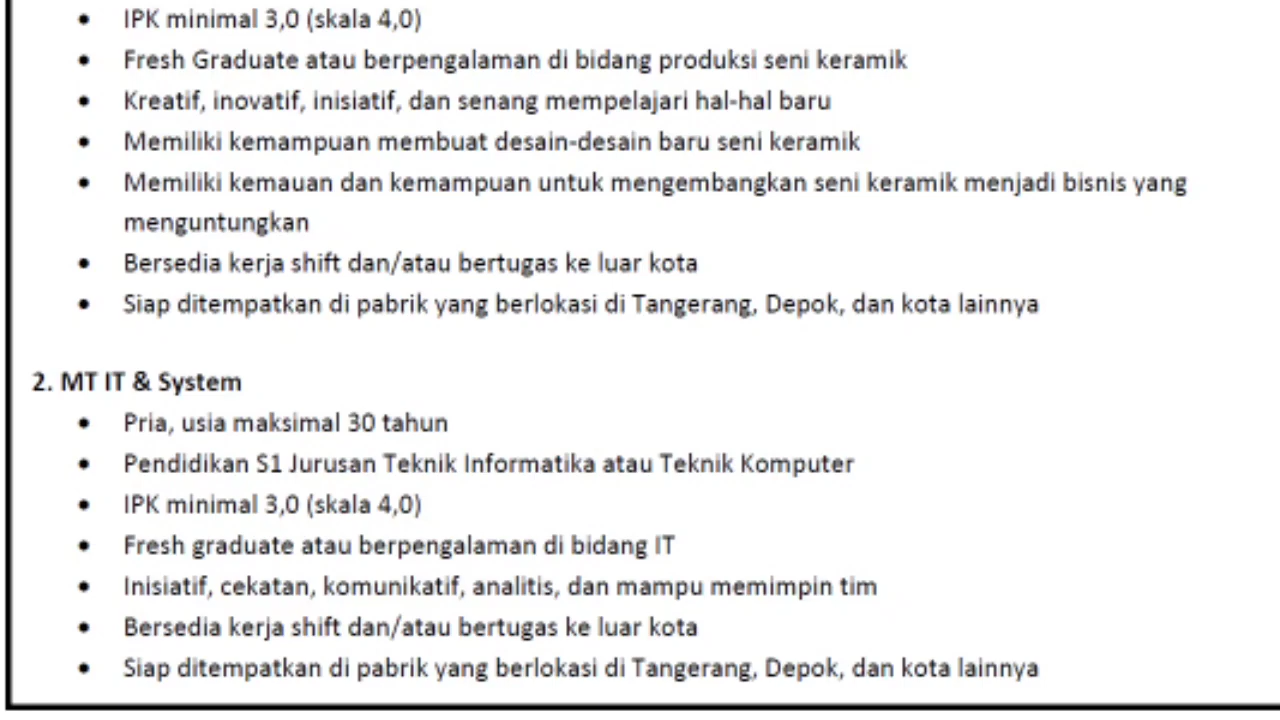 • IPK minimal 3,0 (skala 4,0)
• Fresh Graduate atau berpengalaman di bidang produksi seni keramik
• Kreatif, inovatif, inisiatif, dan senang mempelajari hal-hal baru
• Memiliki kemampuan membuat desain-desain baru seni keramik
• Memiliki kemauan dan kemampuan untuk mengembangkan seni keramik menjadi bisnis yang
menguntungkan
• Bersedia kerja shift dan/atau bertugas ke luar kota
• Siap ditempatkan di pabrik yang berlokasi di Tangerang, Depok, dan kota lainnya
2. MT IT & System
• Pria, usia maksimal 30 tahun
• Pendidikan S1 Jurusan Teknik Informatika atau Teknik Komputer
• IPK minimal 3,0 (skala 4,0)
• Fresh graduate atau berpengalaman di bidang IT
• Inisiatif, cekatan, komunikatif, analitis, dan mampu memimpin tim
• Bersedia kerja shift dan/atau bertugas ke luar kota
• Siap ditempatkan di pabrik yang berlokasi di Tangerang, Depok, dan kota lainnya